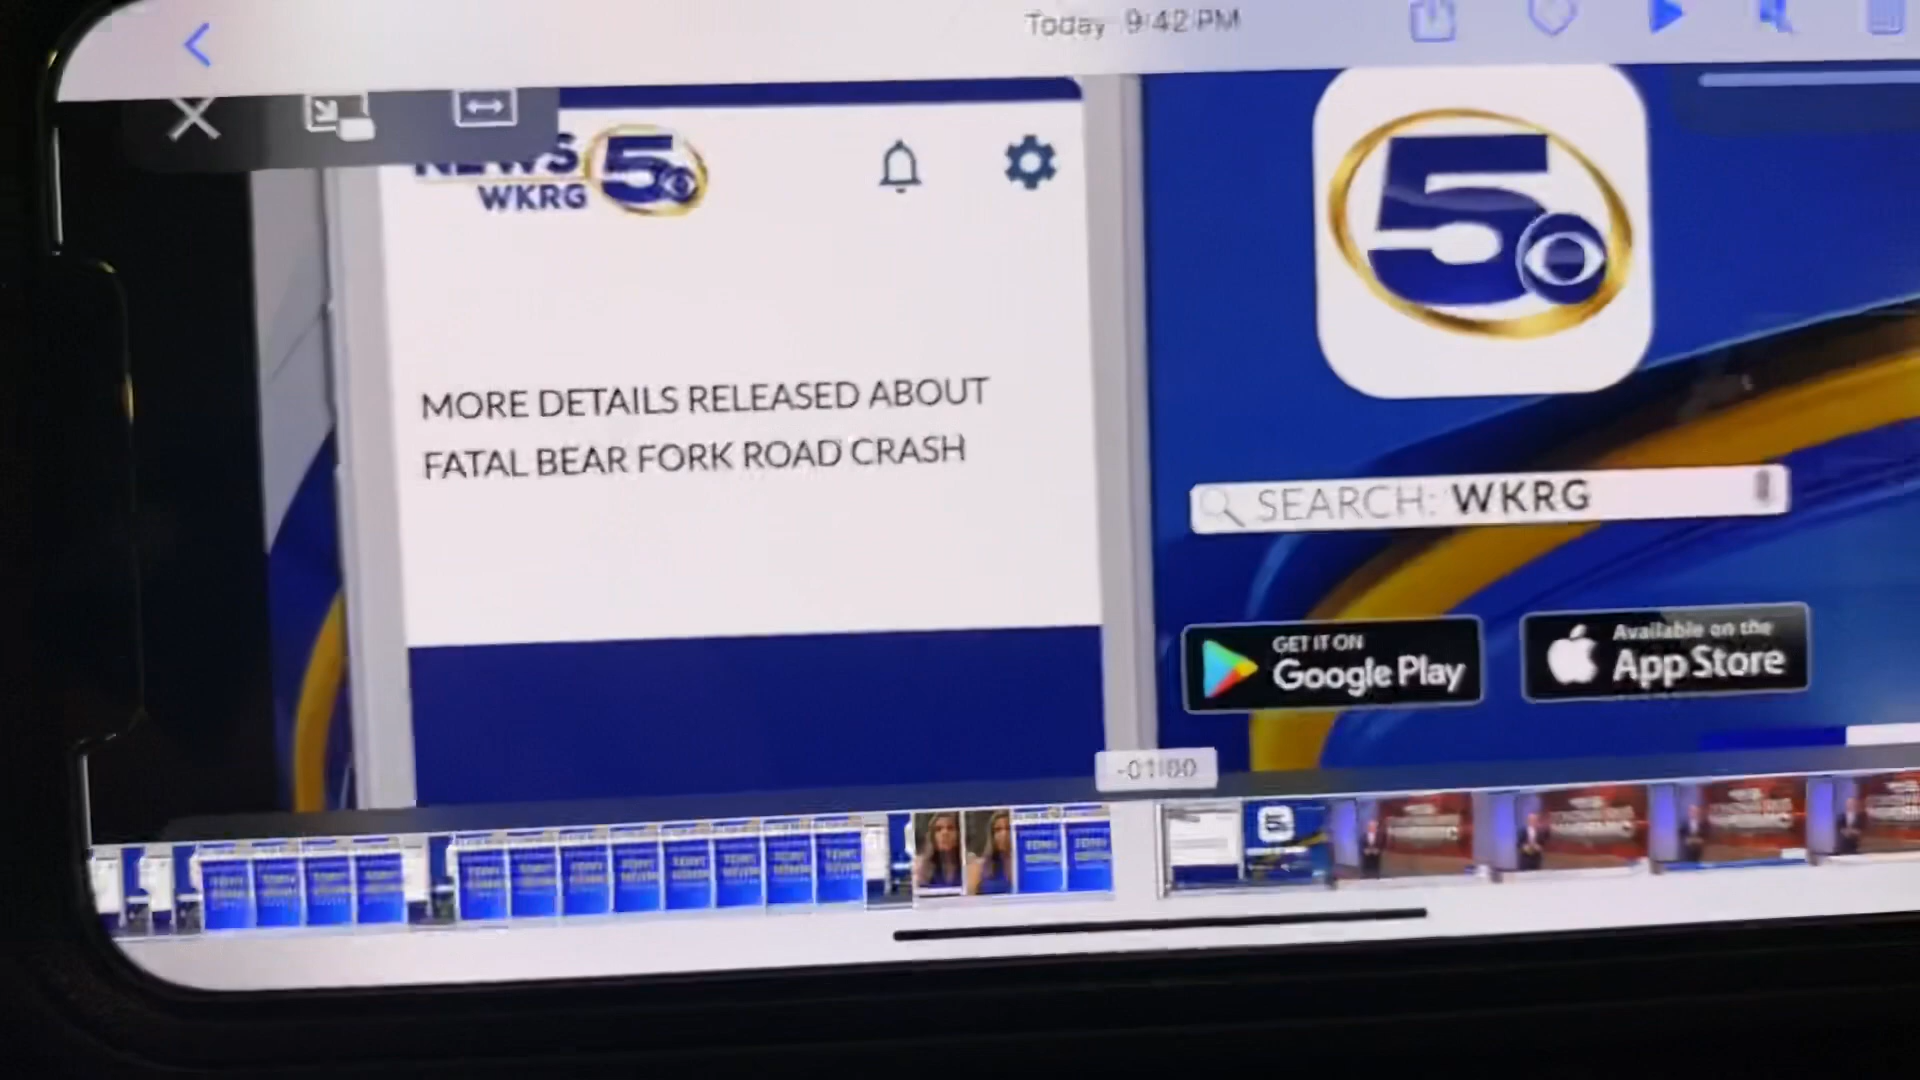 Today 9:42 PM
NEWS 5
WKRG
5
MORE DETAILS RELEASED ABOUT
FATAL BEAR FORK ROAD CRASH
SEARCH: WKRG
GET IT ON
Google Play
Available on the
App Store
-01:00